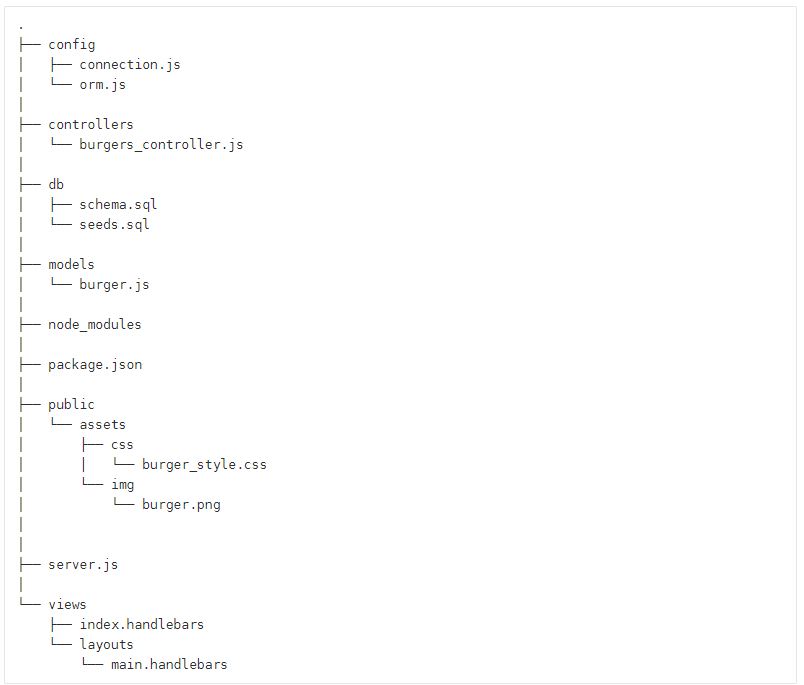 .
├── config
│   ├── connection.js
│   └── orm.js
│
├── controllers
│   └── burgers_controller.js
│
├── db
│   ├── schema.sql
│   └── seeds.sql
│
├── models
│   └── burger.js
│
├── node_modules
│
├── package.json
│
├── public
│   └── assets
│       ├── css
│       │   └── burger_style.css
│       └── img
│           └── burger.png
│
│
├── server.js
│
└── views
    ├── index.handlebars
    └── layouts
        └── main.handlebars